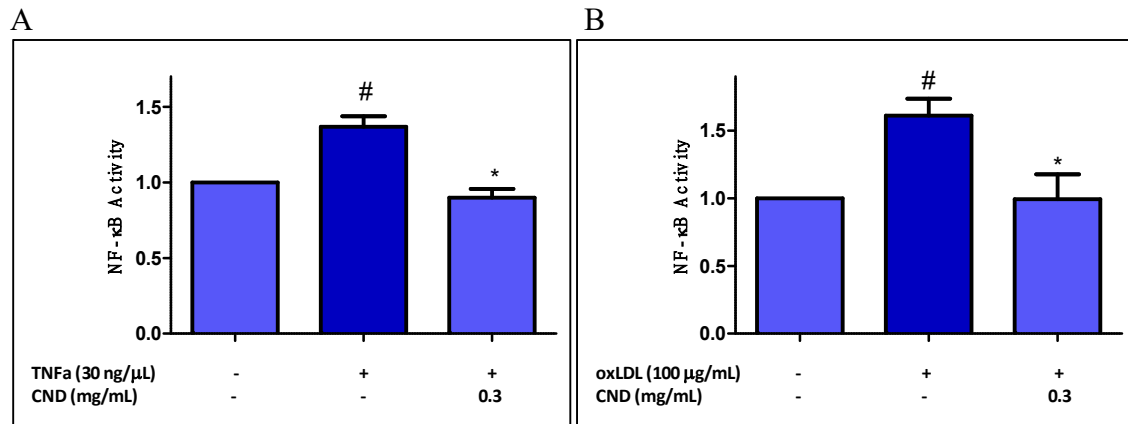 A
NF-κB Activity
1.5
1.0
0.5
0.0
#
*
TNFa (30 ng/μL) - + +
CND (mg/mL) - - 0.3
B
NF-κB Activity
1.5
1.0
0.5
0.0
#
*
oxLDL (100 μg/mL) - + +
CND (mg/mL) - - 0.3